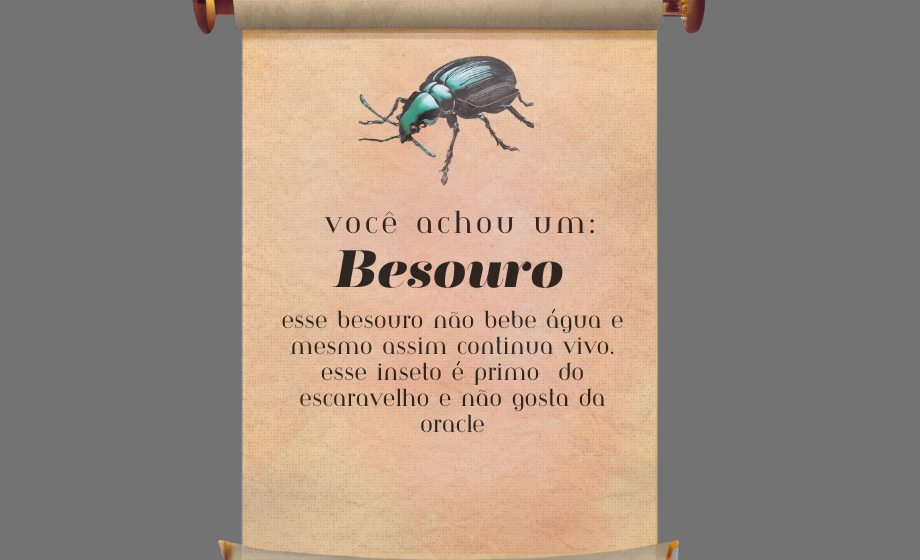 você achou um:
Besouro
esse besouro não bebe água e
mesmo assim continua vivo.
esse inseto é primo do
escaravelho e não gosta da
oracle